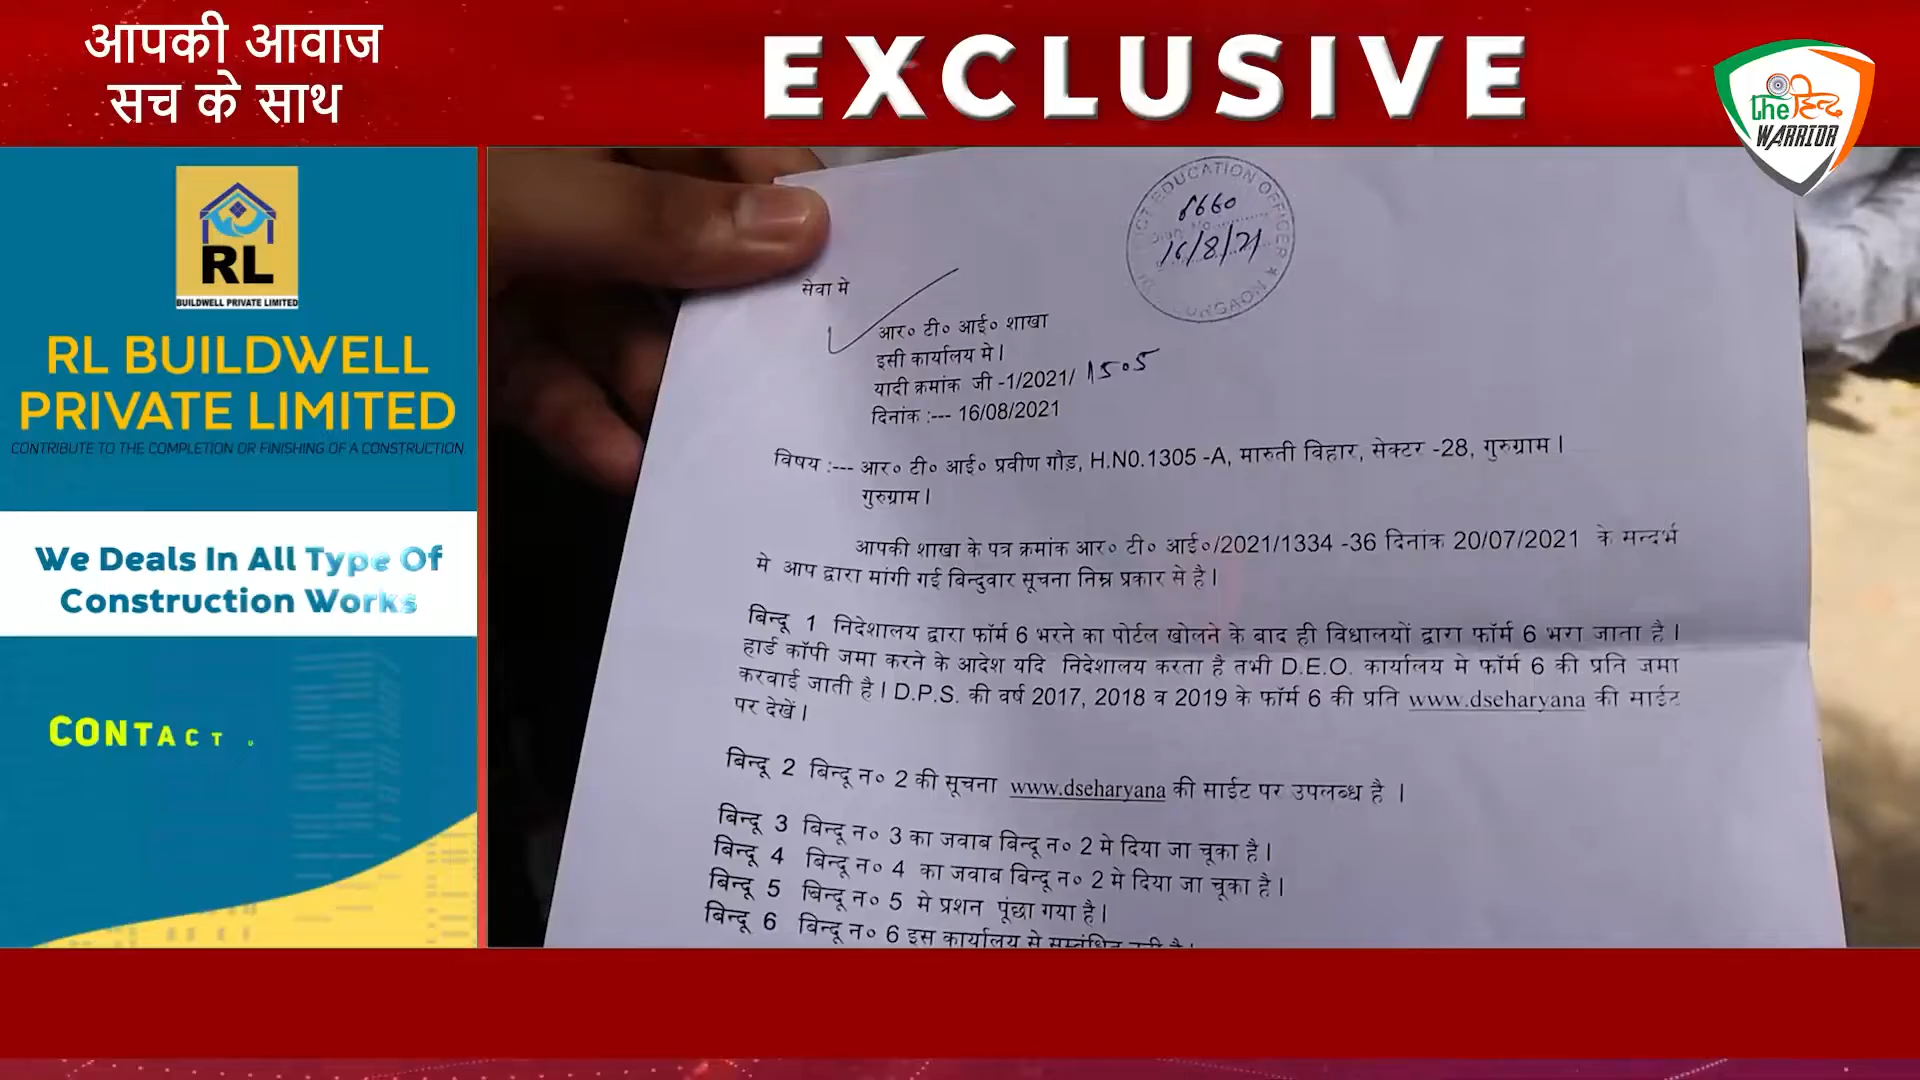 आपकी आवाज
सच के साथ
EXCLUSIVE
the हिन्द
WARRIOR
RL
BUILDWELL PRIVATE LIMITED
RL BUILDWELL
PRIVATE LIMITED
CONTRIBUTE TO THE COMPLETION OR FINISHING OF A CONSTRUCTION
We Deals In All Type Of
Construction Works
CONTACT U
EDUCATION OFFICER
6660
16/8/21
सेवा मे
आर० टी० आई० शाखा
इसी कार्यालय मे।
यादी क्रमांक जी -1/2021/ 1505
दिनांक :--- 16/08/2021
विषय :--- आर० टी० आई० प्रवीण गौड़, H.N0.1305 -A, मारुती विहार, सेक्टर -28, गुरुग्राम।
गुरुग्राम।
आपकी शाखा के पत्र क्रमांक आर० टी० आई०/2021/1334 -36 दिनांक 20/07/2021 के सन्दर्भ
मे आप द्वारा मांगी गई बिन्दुवार सूचना निम्न प्रकार से है।
बिन्दू 1 निदेशालय द्वारा फॉर्म 6 भरने का पोर्टल खोलने के बाद ही विधालयों द्वारा फॉर्म 6 भरा जाता है।
हार्ड कॉपी जमा करने के आदेश यदि निदेशालय करता है तभी D.E.O. कार्यालय मे फॉर्म 6 की प्रति जमा
करवाई जाती है। D.P.S. की वर्ष 2017, 2018 व 2019 के फॉर्म 6 की प्रति www.dseharyana की साईट
पर देखें।
बिन्दू 2 बिन्दू न० 2 की सूचना www.dseharyana की साईट पर उपलब्ध है ।
बिन्दू 3 बिन्दू न० 3 का जवाब बिन्दू न० 2 मे दिया जा चूका है।
बिन्दू 4 बिन्दू न० 4 का जवाब बिन्दू न० 2 मे दिया जा चूका है।
बिन्दू 5 बिन्दू न० 5 मे प्रशन पूंछा गया है।
बिन्दू 6 बिन्दू न० 6 इस कार्यालय से सम्बंधित नही है।